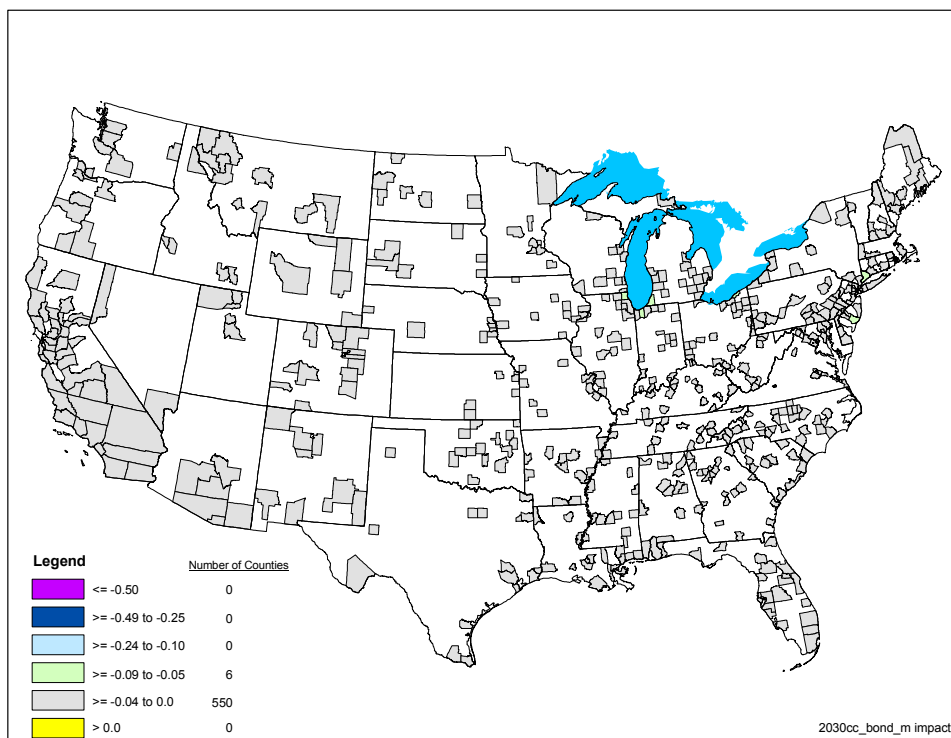 Legend
Number of Counties
<= -0.50 0
>= -0.49 to -0.25 0
>= -0.24 to -0.10 0
>= -0.09 to -0.05 6
>= -0.04 to 0.0 550
> 0.0 0
2030cc_bond_m impact